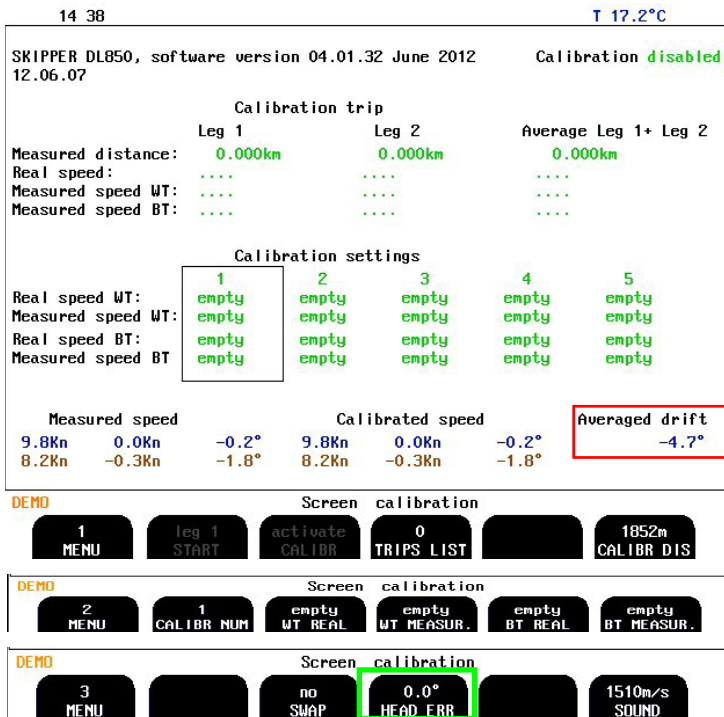 14 38 T 17.2°C
SKIPPER DL850, software version 04.01.32 June 2012 Calibration disabled
12.06.07
Calibration trip
Leg 1 Leg 2 Average Leg 1+ Leg 2
Measured distance: 0.000km 0.000km 0.000km
Real speed: .... .... ....
Measured speed WT: .... .... ....
Measured speed BT: .... .... ....
Calibration settings
1 2 3 4 5
Real speed WT: empty empty empty empty empty
Measured speed WT: empty empty empty empty empty
Real speed BT: empty empty empty empty empty
Measured speed BT empty empty empty empty empty
Measured speed Calibrated speed Averaged drift
9.8Kn 0.0Kn -0.2° 9.8Kn 0.0Kn -0.2° -4.7°
8.2Kn -0.3Kn -1.8° 8.2Kn -0.3Kn -1.8°
DEMO Screen calibration
1 leg 1 activate 0 1852m
MENU START CALIBR TRIPS LIST CALIBR DIS
DEMO Screen calibration
2 1 empty empty empty empty
MENU CALIBR NUM WT REAL WT MEASUR. BT REAL BT MEASUR.
DEMO Screen calibration
3 no 0.0° 1510m/s
MENU SWAP HEAD ERR SOUND